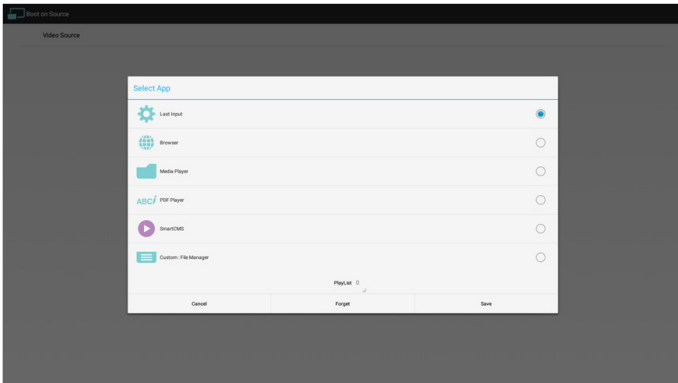 Boot on Source
Video Source
Select App
Last Input
Browser
Media Player
ABCi PDF Player
SmartCMS
Custom : File Manager
PlayList 0
Cancel Forget Save